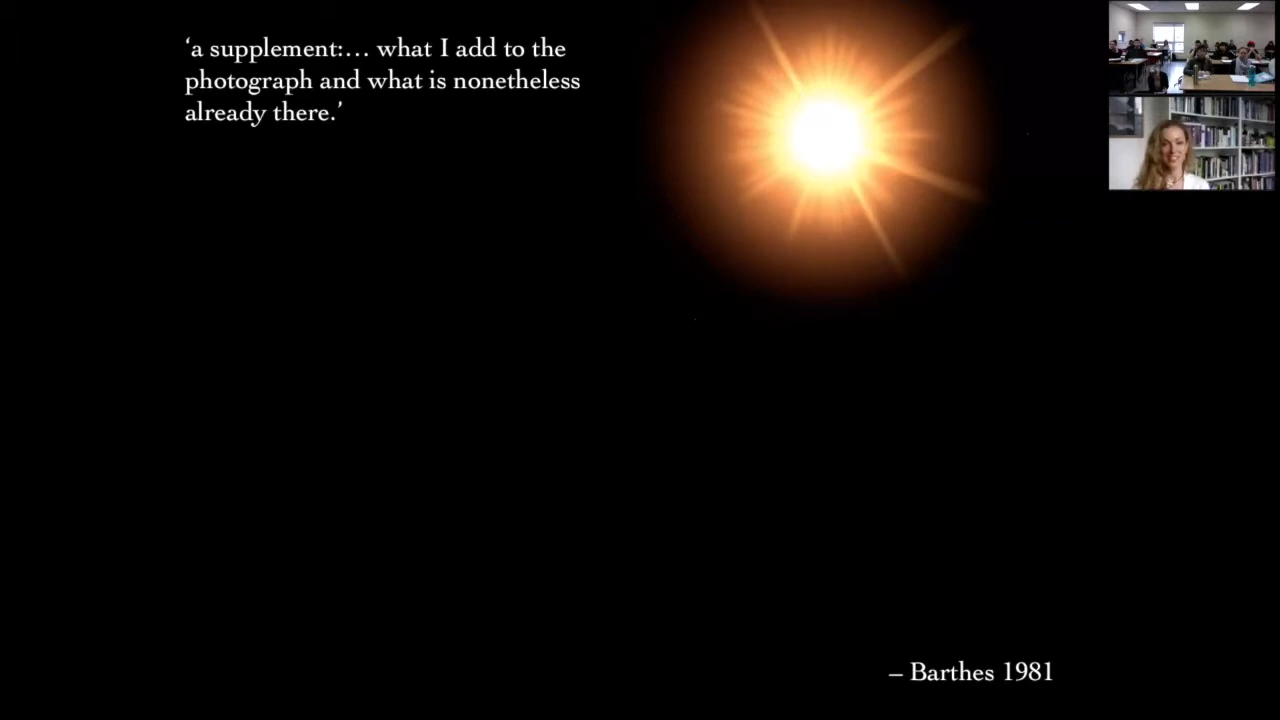 ‘a supplement:… what I add to the
photograph and what is nonetheless
already there.’
– Barthes 1981